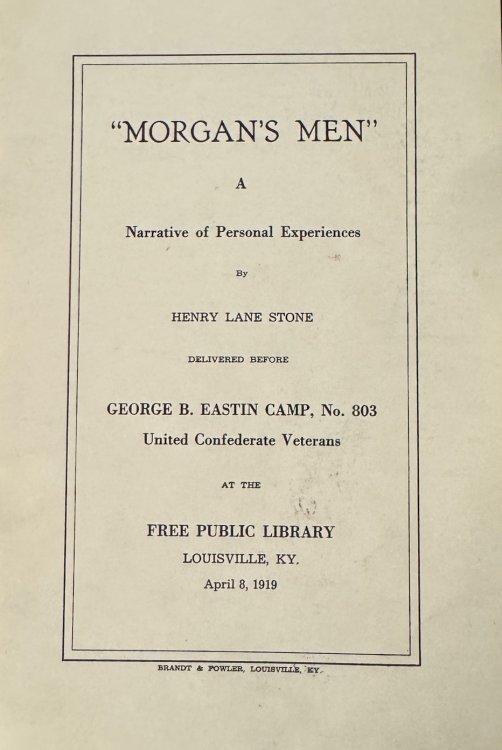 “MORGAN'S MEN”
A
Narrative of Personal Experiences
By
HENRY LANE STONE
DELIVERED BEFORE
GEORGE B. EASTIN CAMP, No. 803
United Confederate Veterans
AT THE
FREE PUBLIC LIBRARY
LOUISVILLE, KY.
April 8, 1919
BRANDT & FOWLER, LOUISVILLE, KY.